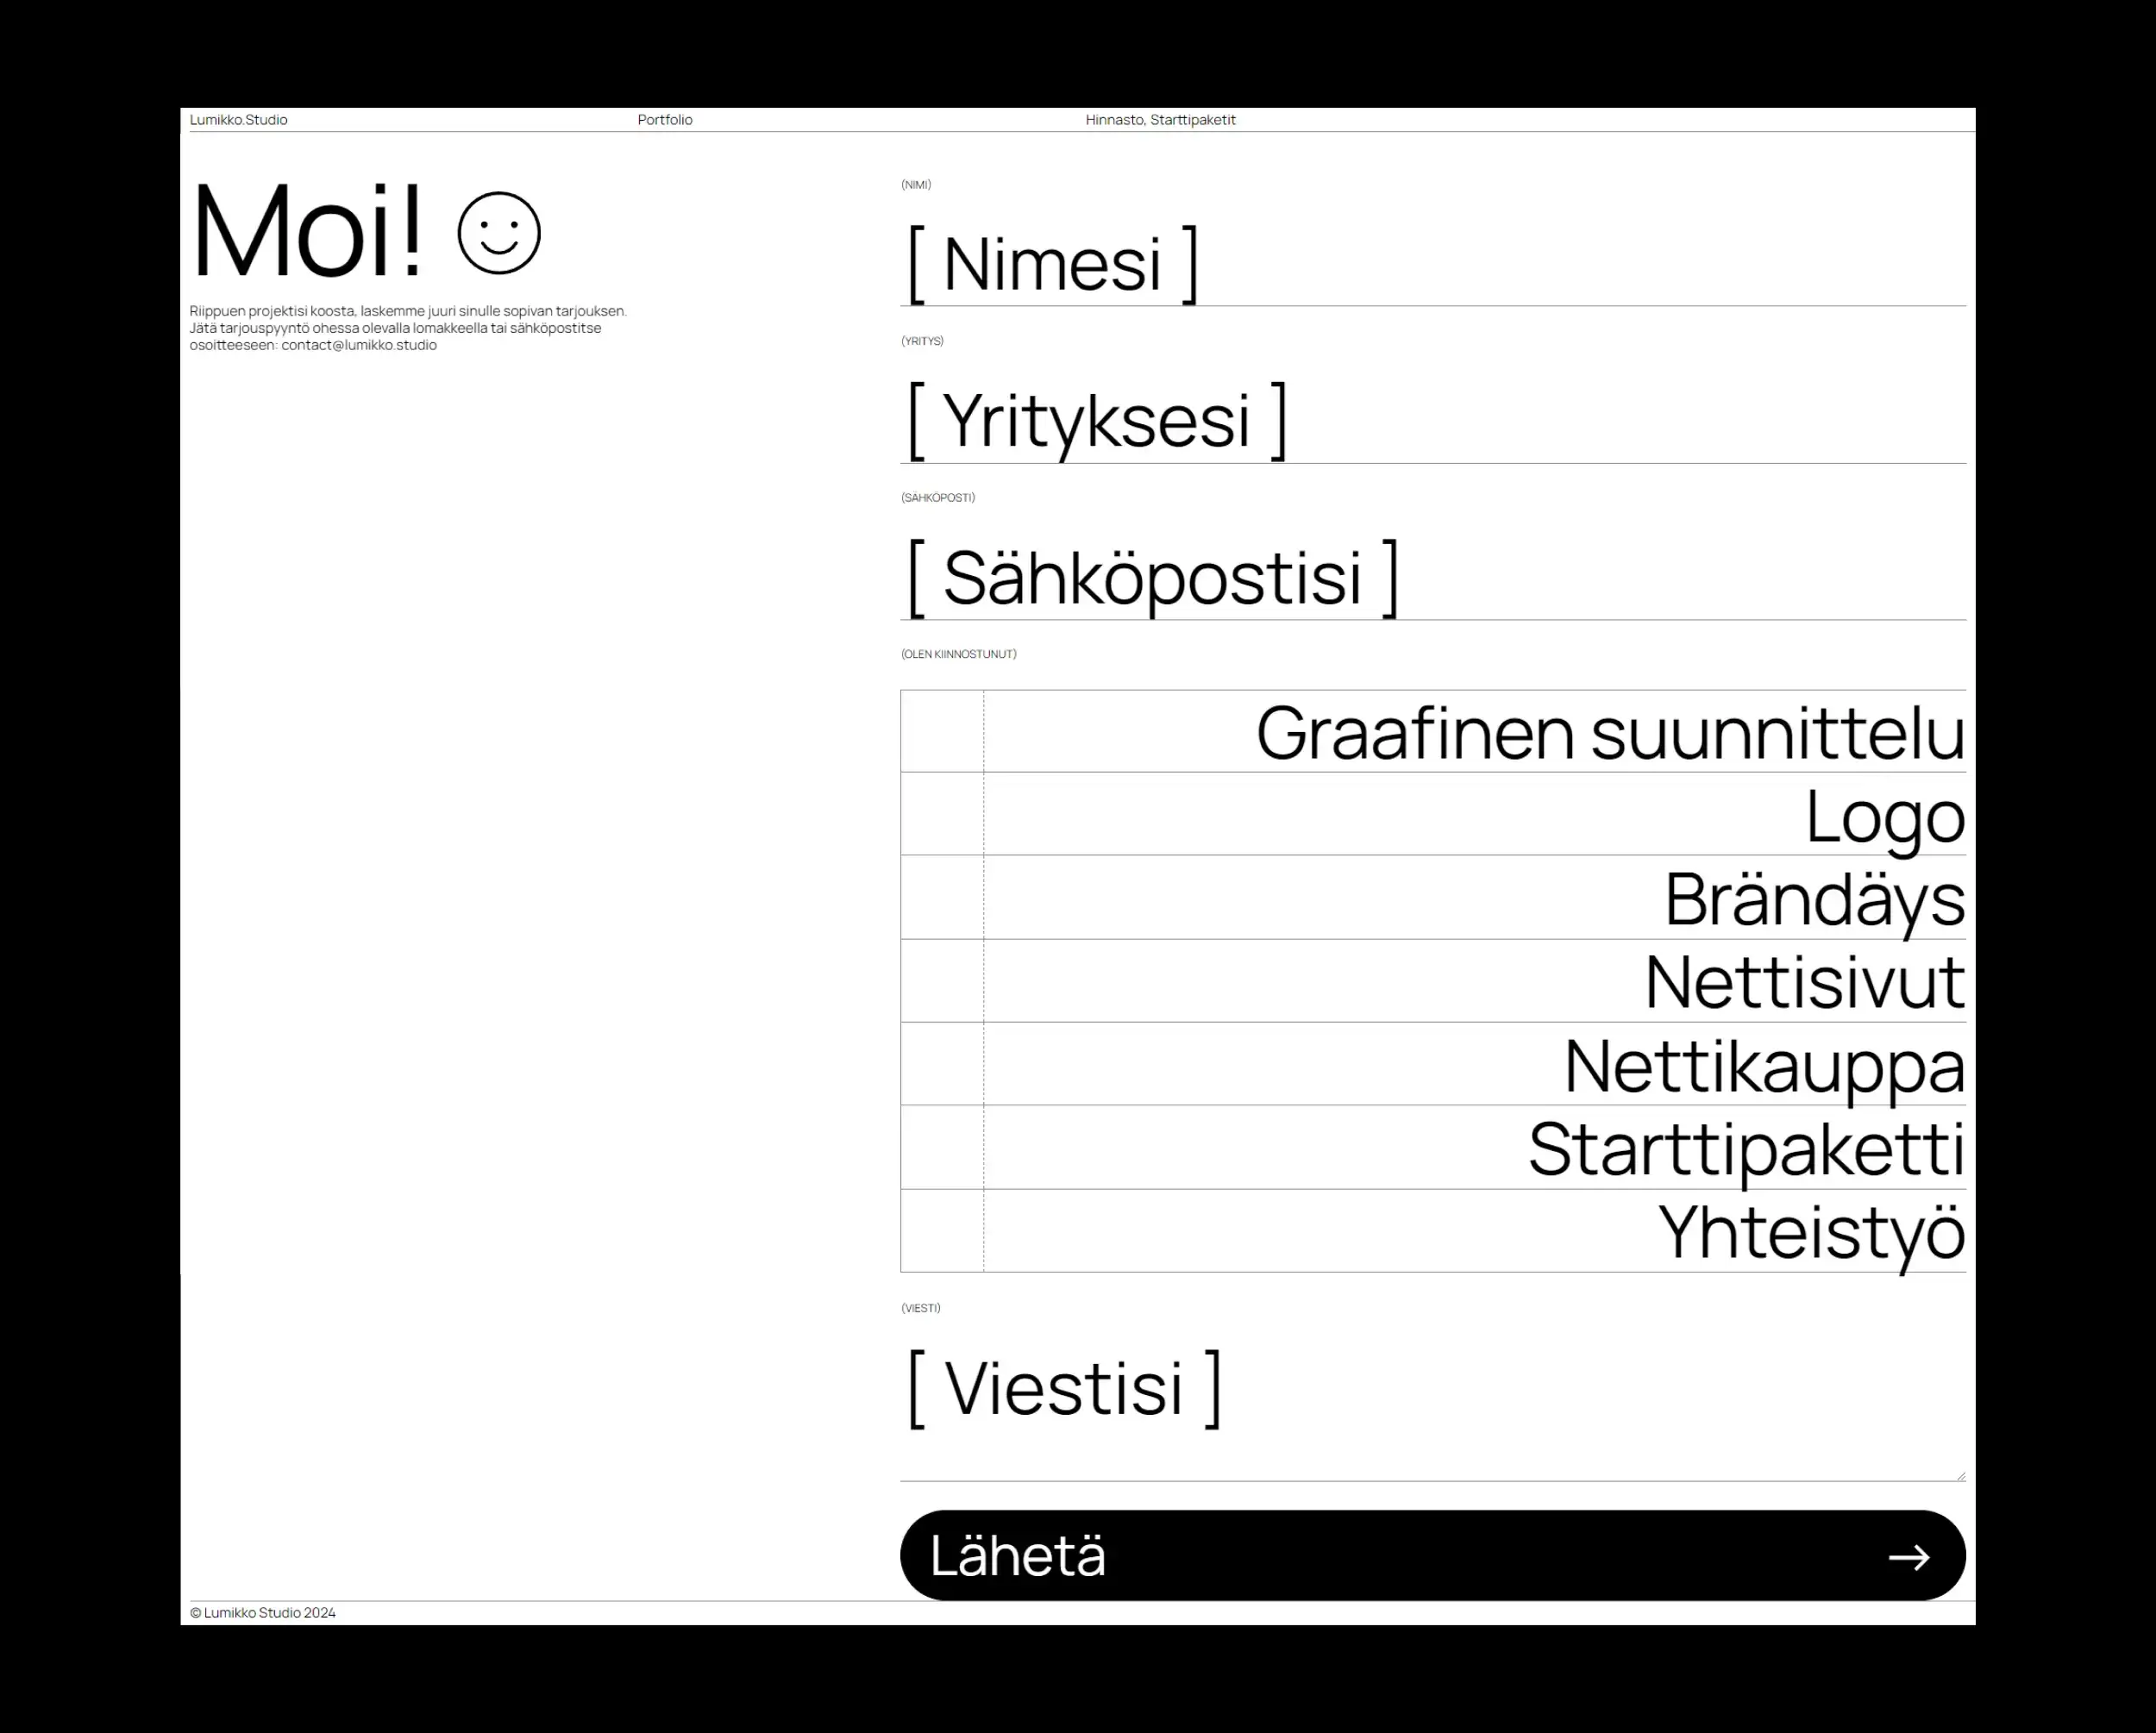 Lumikko.Studio
Portfolio
Hinnasto, Starttipaketit
Moi!
Riippuen projektisi koosta, laskemme juuri sinulle sopivan tarjouksen.
Jätä tarjouspyyntö ohessa olevalla lomakkeella tai sähköpostitse
osoitteeseen: contact@lumikko.studio
(NIMI)
[ Nimesi ]
(YRITYS)
[ Yrityksesi ]
(SÄHKÖPOSTI)
[ Sähköpostisi ]
(OLEN KIINNOSTUNUT)
Graafinen suunnittelu
Logo
Brändäys
Nettisivut
Nettikauppa
Starttipaketti
Yhteistyö
(VIESTI)
[ Viestisi ]
Lähetä →
© Lumikko Studio 2024